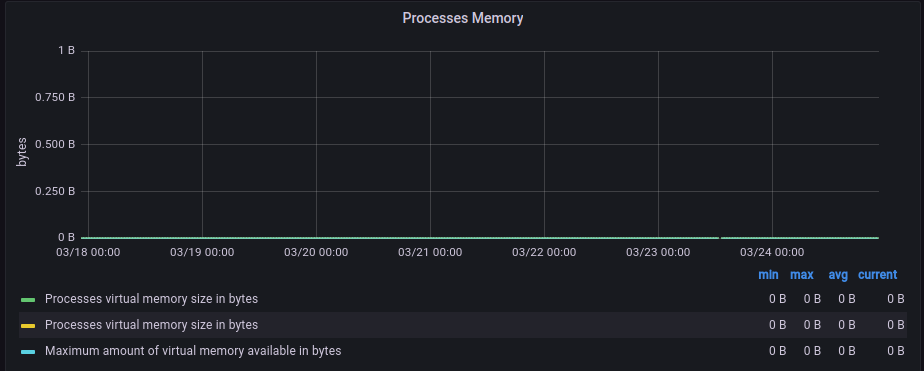 Processes Memory
1 B
0.750 B
0.500 B
0.250 B
0 B
bytes
03/18 00:00 03/19 00:00 03/20 00:00 03/21 00:00 03/22 00:00 03/23 00:00 03/24 00:00
min max avg current
Processes virtual memory size in bytes 0 B 0 B 0 B 0 B
Processes virtual memory size in bytes 0 B 0 B 0 B 0 B
Maximum amount of virtual memory available in bytes 0 B 0 B 0 B 0 B